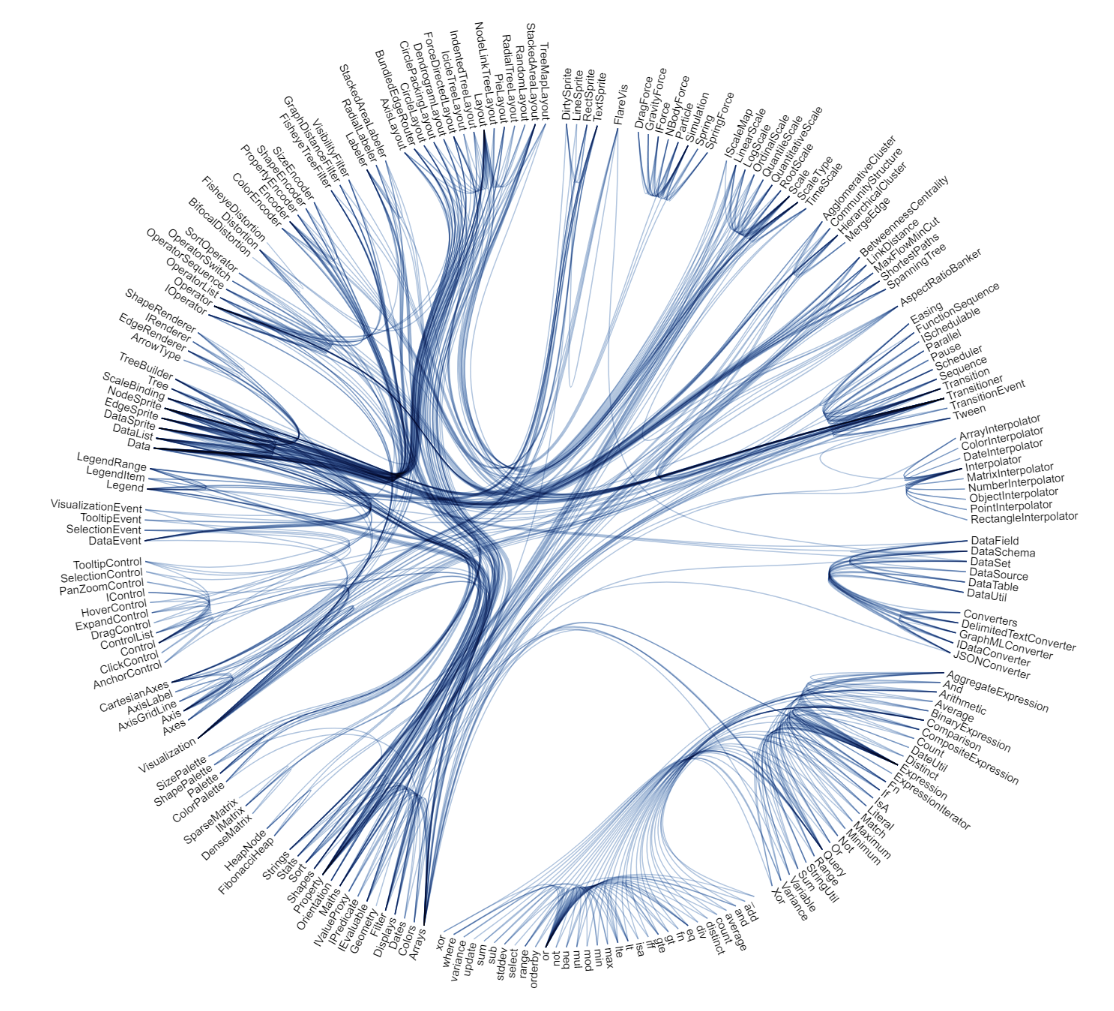 TreeMapLayout
StackedAreaLayout
RandomLayout
RadialTreeLayout
PieLayout
NodeLinkTreeLayout
Layout
IndentedTreeLayout
IcicleTreeLayout
ForceDirectedLayout
DendrogramLayout
CirclePackingLayout
CircleLayout
BundledEdgeRouter
AxisLayout
StackedAreaLabeler
RadialLabeler
Labeler
VisibilityFilter
GraphDistanceFilter
FisheyeTreeFilter
SizeEncoder
ShapeEncoder
PropertyEncoder
Encoder
ColorEncoder
FisheyeDistortion
Distortion
BifocalDistortion
SortOperator
OperatorSwitch
OperatorSequence
OperatorList
Operator
IOperator
ShapeRenderer
IRenderer
EdgeRenderer
ArrowType
TreeBuilder
Tree
ScaleBinding
NodeSprite
EdgeSprite
DataSprite
DataList
Data
LegendRange
LegendItem
Legend
VisualizationEvent
TooltipEvent
SelectionEvent
DataEvent
TooltipControl
SelectionControl
PanZoomControl
IControl
HoverControl
ExpandControl
DragControl
ControlList
Control
ClickControl
AnchorControl
CartesianAxes
AxisLabel
AxisGridLine
Axis
Axes
Visualization
SizePalette
ShapePalette
Palette
ColorPalette
SparseMatrix
IMatrix
DenseMatrix
HeapNode
FibonacciHeap
Strings
Stats
Sort
Shapes
Property
Orientation
Maths
IValueProxy
IPredicate
IEvaluable
Geometry
Filter
Displays
Dates
Colors
Arrays
xor
where
variance
update
sum
sub
stddev
select
range
orderby
or
not
neq
mul
mod
min
max
lte
lt
isa
iff
gte
gt
fn
eq
div
distinct
count
average
and
add
Xor
Variance
Variable
Sum
StringUtil
Range
Query
Or
Not
Minimum
Maximum
Match
Literal
IsA
If
Fn
ExpressionIterator
Expression
Distinct
DateUtil
Count
CompositeExpression
Comparison
BinaryExpression
Average
Arithmetic
And
AggregateExpression
JSONConverter
IDataConverter
GraphMLConverter
DelimitedTextConverter
Converters
DataUtil
DataTable
DataSource
DataSet
DataSchema
DataField
RectangleInterpolator
PointInterpolator
ObjectInterpolator
NumberInterpolator
MatrixInterpolator
Interpolator
DateInterpolator
ColorInterpolator
ArrayInterpolator
Tween
TransitionEvent
Transitioner
Transition
Sequence
Scheduler
Pause
Parallel
ISchedulable
FunctionSequence
Easing
AspectRatioBanker
SpanningTree
ShortestPaths
MaxFlowMinCut
LinkDistance
BetweennessCentrality
MergeEdge
HierarchicalCluster
CommunityStructure
AgglomerativeCluster
TimeScale
ScaleType
Scale
RootScale
QuantitativeScale
QuantileScale
OrdinalScale
LogScale
LinearScale
IScaleMap
SpringForce
Spring
Simulation
Particle
NBodyForce
IForce
GravityForce
DragForce
FlareVis
TextSprite
RectSprite
LineSprite
DirtySprite